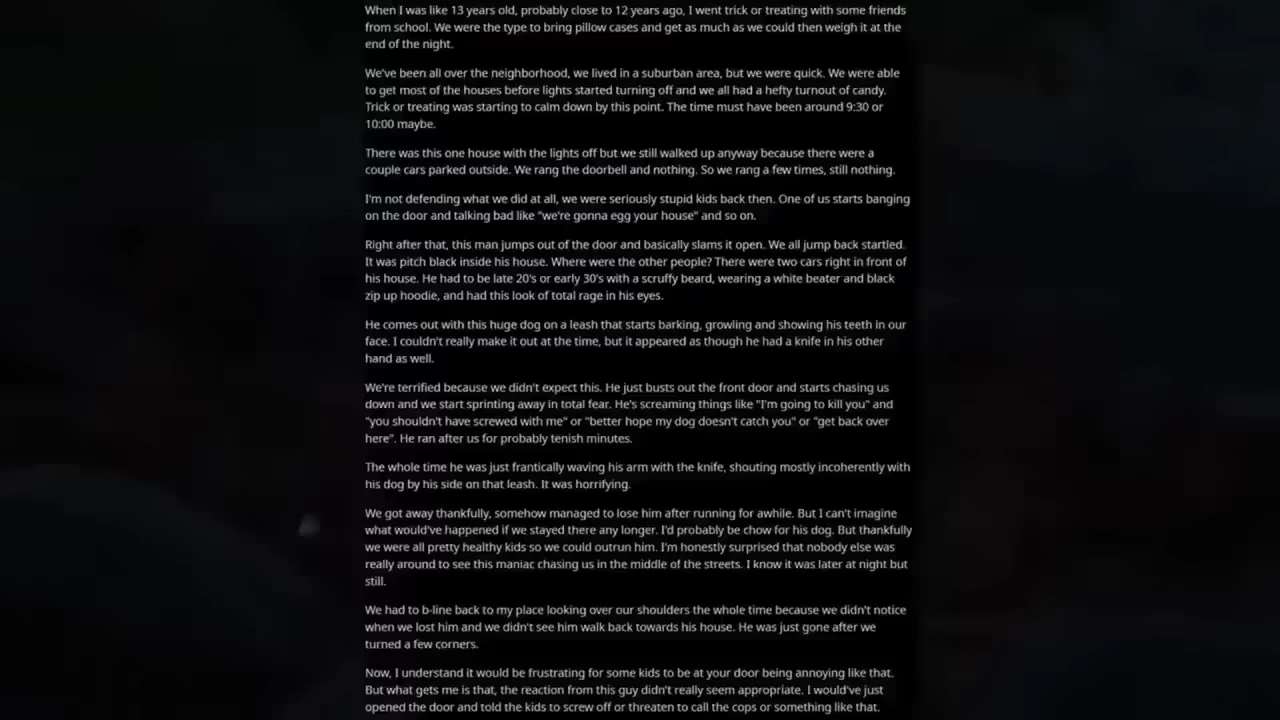 When I was like 13 years old, probably close to 12 years ago, I went trick or treating with some friends
from school. We were the type to bring pillow cases and get as much as we could then weigh it at the
end of the night.
We've been all over the neighborhood, we lived in a suburban area, but we were quick. We were able
to get most of the houses before lights started turning off and we all had a hefty turnout of candy.
Trick or treating was starting to calm down by this point. The time must have been around 9:30 or
10:00 maybe.
There was this one house with the lights off but we still walked up anyway because there were a
couple cars parked outside. We rang the doorbell and nothing. So we rang a few times, still nothing.
I'm not defending what we did at all, we were seriously stupid kids back then. One of us starts banging
on the door and talking bad like "we're gonna egg your house" and so on.
Right after that, this man jumps out of the door and basically slams it open. We all jump back startled.
It was pitch black inside his house. Where were the other people? There were two cars right in front of
his house. He had to be late 20's or early 30's with a scruffy beard, wearing a white beater and black
zip up hoodie, and had this look of total rage in his eyes.
He comes out with this huge dog on a leash that starts barking, growling and showing his teeth in our
face. I couldn't really make it out at the time, but it appeared as though he had a knife in his other
hand as well.
We're terrified because we didn't expect this. He just busts out the front door and starts chasing us
down and we start sprinting away in total fear. He's screaming things like "I'm going to kill you" and
"you shouldn't have screwed with me" or "better hope my dog doesn't catch you" or "get back over
here". He ran after us for probably tenish minutes.
The whole time he was just frantically waving his arm with the knife, shouting mostly incoherently with
his dog by his side on that leash. It was horrifying.
We got away thankfully, somehow managed to lose him after running for awhile. But I can't imagine
what would've happened if we stayed there any longer. I'd probably be chow for his dog. But thankfully
we were all pretty healthy kids so we could outrun him. I'm honestly surprised that nobody else was
really around to see this maniac chasing us in the middle of the streets. I know it was later at night but
still.
We had to b-line back to my place looking over our shoulders the whole time because we didn't notice
when we lost him and we didn't see him walk back towards his house. He was just gone after we
turned a few corners.
Now, I understand it would be frustrating for some kids to be at your door being annoying like that.
But what gets me is that, the reaction from this guy didn't really seem appropriate. I would've just
opened the door and told the kids to screw off or threaten to call the cops or something like that.